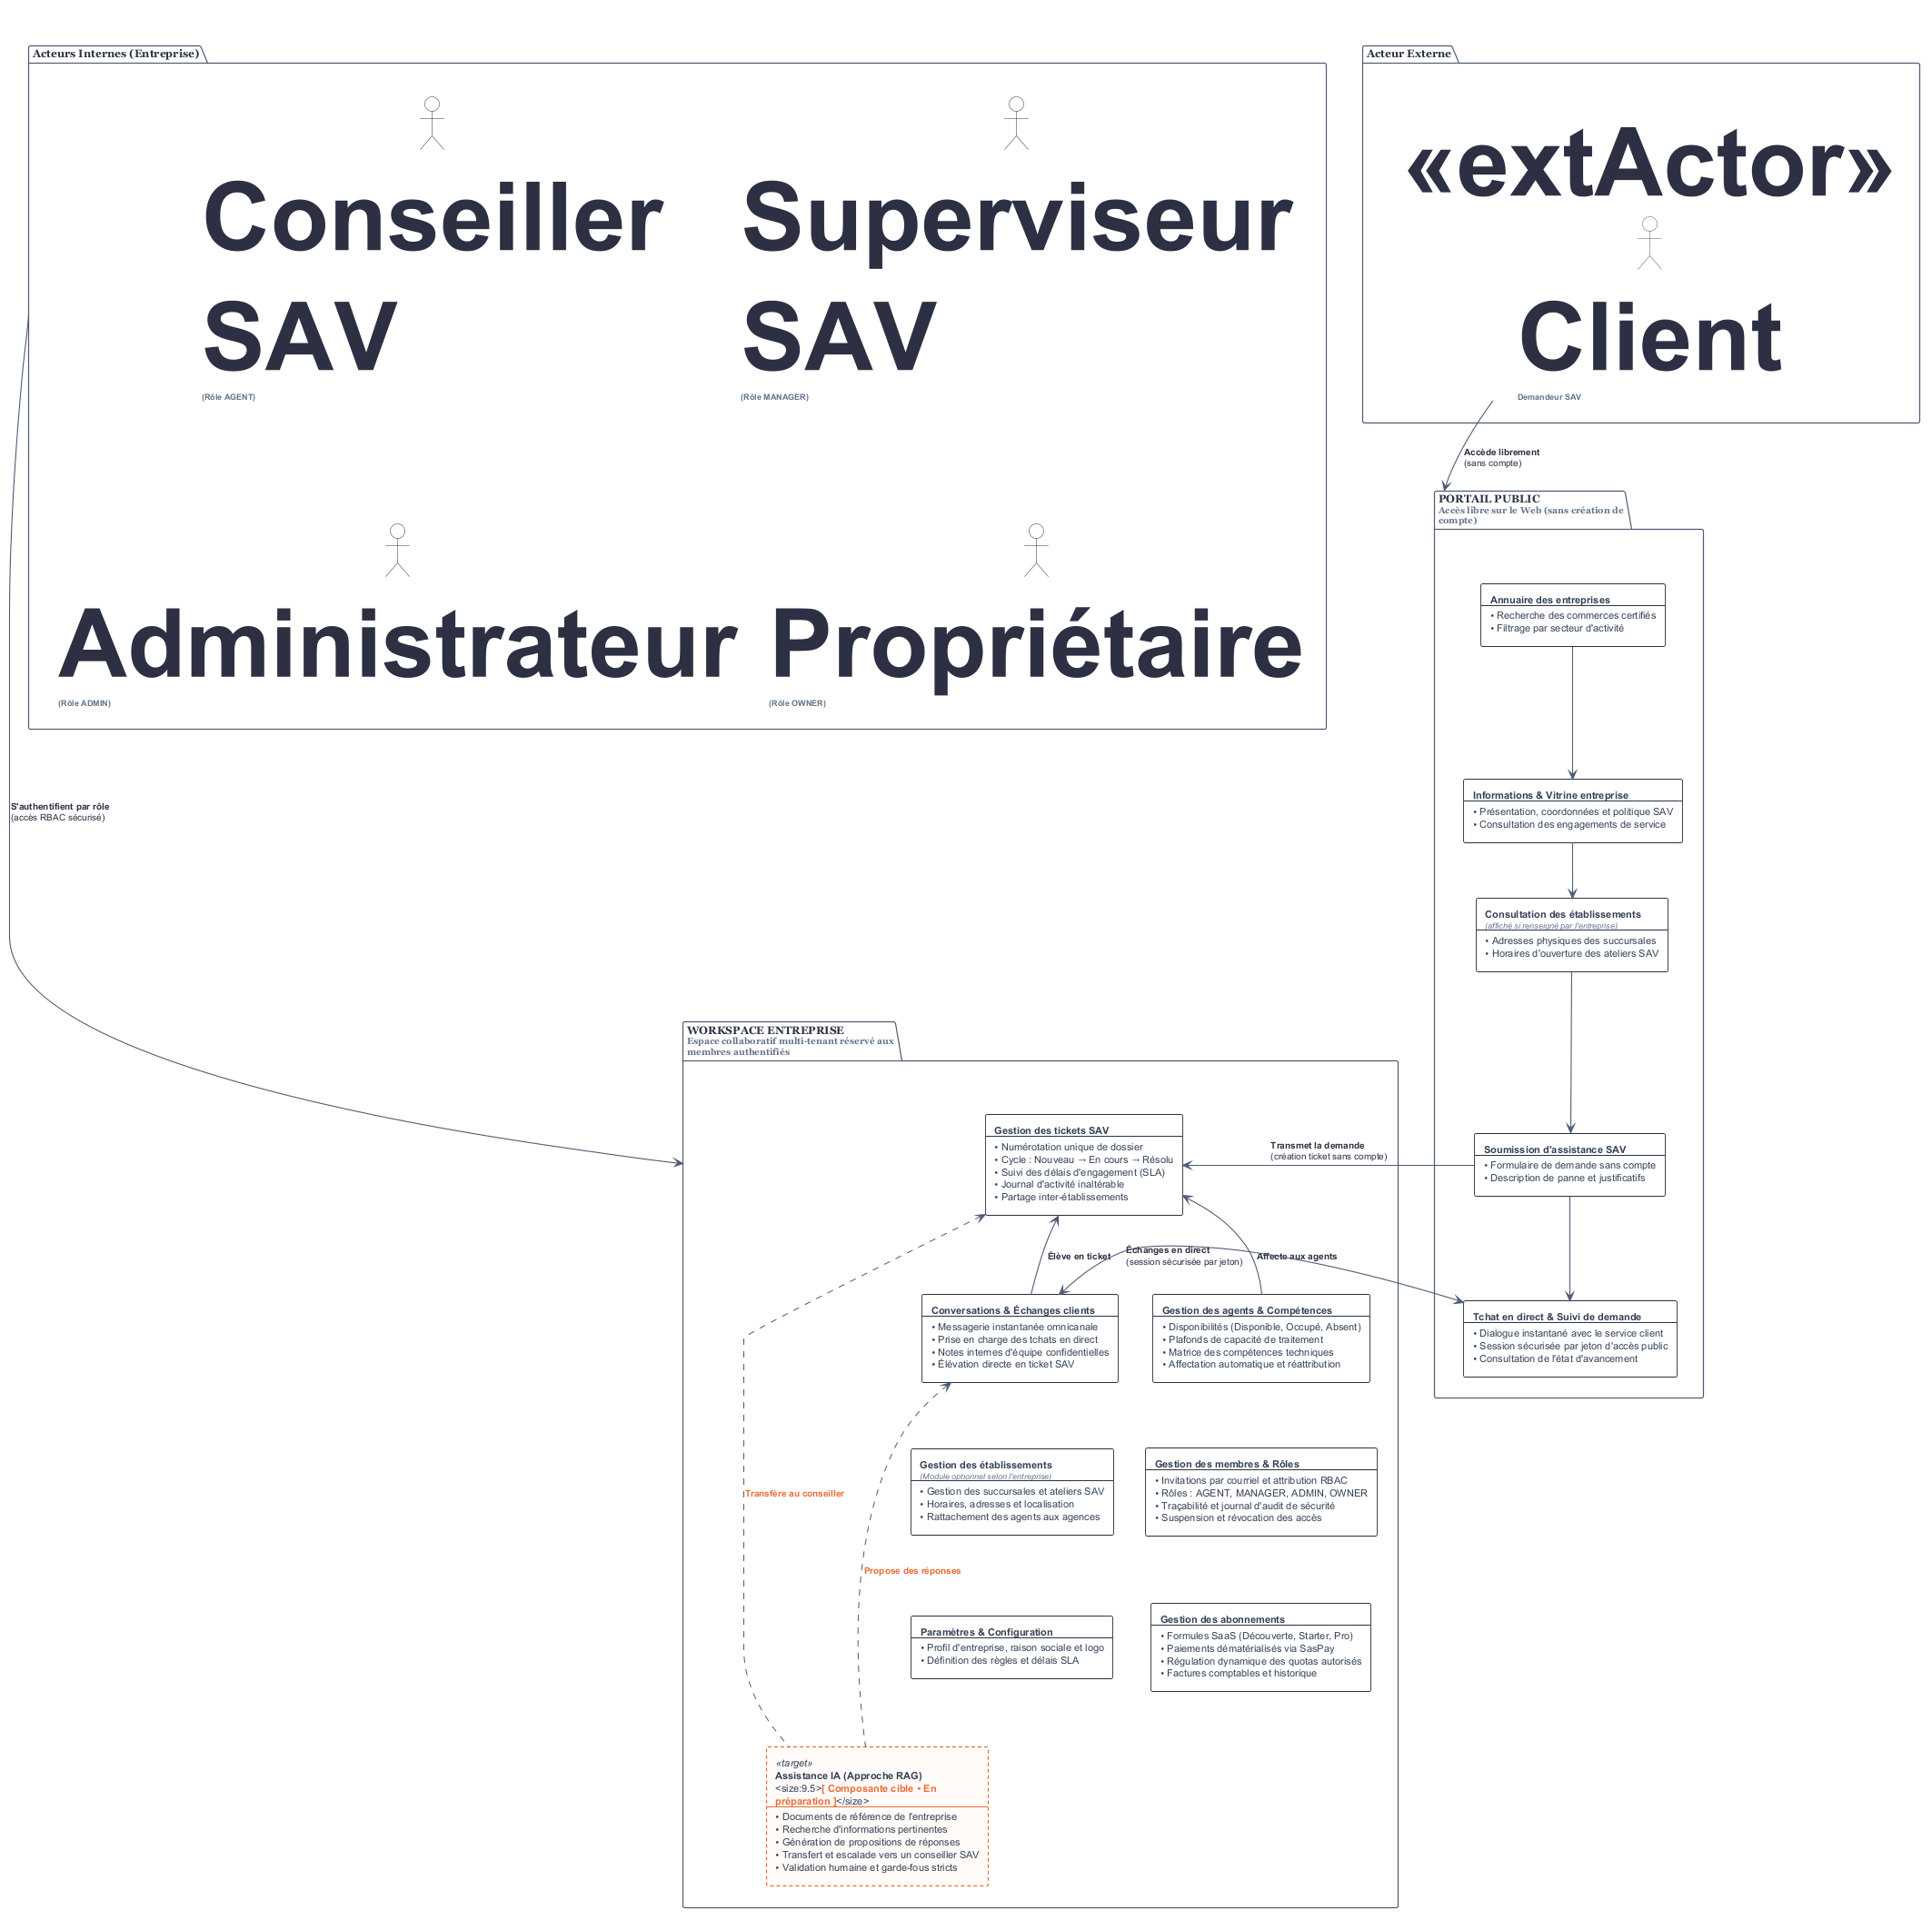 Acteurs Internes (Entreprise)
Conseiller
SAV
(Rôle AGENT)
Superviseur
SAV
(Rôle MANAGER)
Administrateur
(Rôle ADMIN)
Propriétaire
(Rôle OWNER)
Acteur Externe
«extActor»
Client
Demandeur SAV
Accède librement
(sans compte)
S'authentifient par rôle
(accès RBAC sécurisé)
PORTAIL PUBLIC
Accès libre sur le Web (sans création de
compte)
Annuaire des entreprises
• Recherche des commerces certifiés
• Filtrage par secteur d'activité
Informations & Vitrine entreprise
• Présentation, coordonnées et politique SAV
• Consultation des engagements de service
Consultation des établissements
(affiché si renseigné par l'entreprise)
• Adresses physiques des succursales
• Horaires d'ouverture des ateliers SAV
Soumission d'assistance SAV
• Formulaire de demande sans compte
• Description de panne et justificatifs
Tchat en direct & Suivi de demande
• Dialogue instantané avec le service client
• Session sécurisée par jeton d'accès public
• Consultation de l'état d'avancement
WORKSPACE ENTREPRISE
Espace collaboratif multi-tenant réservé aux
membres authentifiés
Gestion des tickets SAV
• Numérotation unique de dossier
• Cycle : Nouveau → En cours → Résolu
• Suivi des délais d'engagement (SLA)
• Journal d'activité inaltérable
• Partage inter-établissements
Transmet la demande
(création ticket sans compte)
Élève en ticket
Échanges en direct
(session sécurisée par jeton)
Affecte aux agents
Conversations & Échanges clients
• Messagerie instantanée omnicanale
• Prise en charge des tchats en direct
• Notes internes d'équipe confidentielles
• Élévation directe en ticket SAV
Gestion des agents & Compétences
• Disponibilités (Disponible, Occupé, Absent)
• Plafonds de capacité de traitement
• Matrice des compétences techniques
• Affectation automatique et réattribution
Gestion des établissements
(Module optionnel selon l'entreprise)
• Gestion des succursales et ateliers SAV
• Horaires, adresses et localisation
• Rattachement des agents aux agences
Gestion des membres & Rôles
• Invitations par courriel et attribution RBAC
• Rôles : AGENT, MANAGER, ADMIN, OWNER
• Traçabilité et journal d'audit de sécurité
• Suspension et révocation des accès
Transfère au conseiller
Propose des réponses
Paramètres & Configuration
• Profil d'entreprise, raison sociale et logo
• Définition des règles et délais SLA
Gestion des abonnements
• Formules SaaS (Découverte, Starter, Pro)
• Paiements dématérialisés via SasPay
• Régulation dynamique des quotas autorisés
• Factures comptables et historique
«target»
Assistance IA (Approche RAG)
<size:9.5>[ Composante cible • En
préparation ]</size>
• Documents de référence de l'entreprise
• Recherche d'informations pertinentes
• Génération de propositions de réponses
• Transfert et escalade vers un conseiller SAV
• Validation humaine et garde-fous stricts